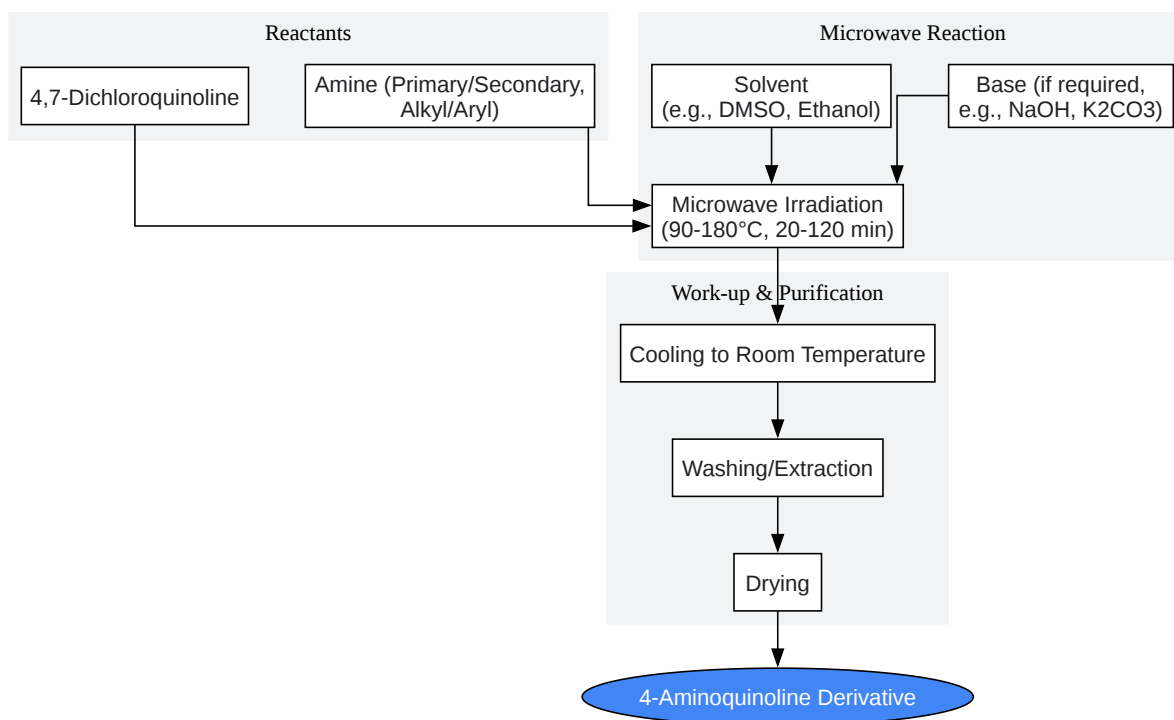 Reactants
4,7-Dichloroquinoline
Amine (Primary/Secondary,
Alkyl/Aryl)
Microwave Reaction
Solvent
(e.g., DMSO, Ethanol)
Base (if required,
e.g., NaOH, K2CO3)
Microwave Irradiation
(90-180°C, 20-120 min)
Work-up & Purification
Cooling to Room Temperature
Washing/Extraction
Drying
4-Aminoquinoline Derivative